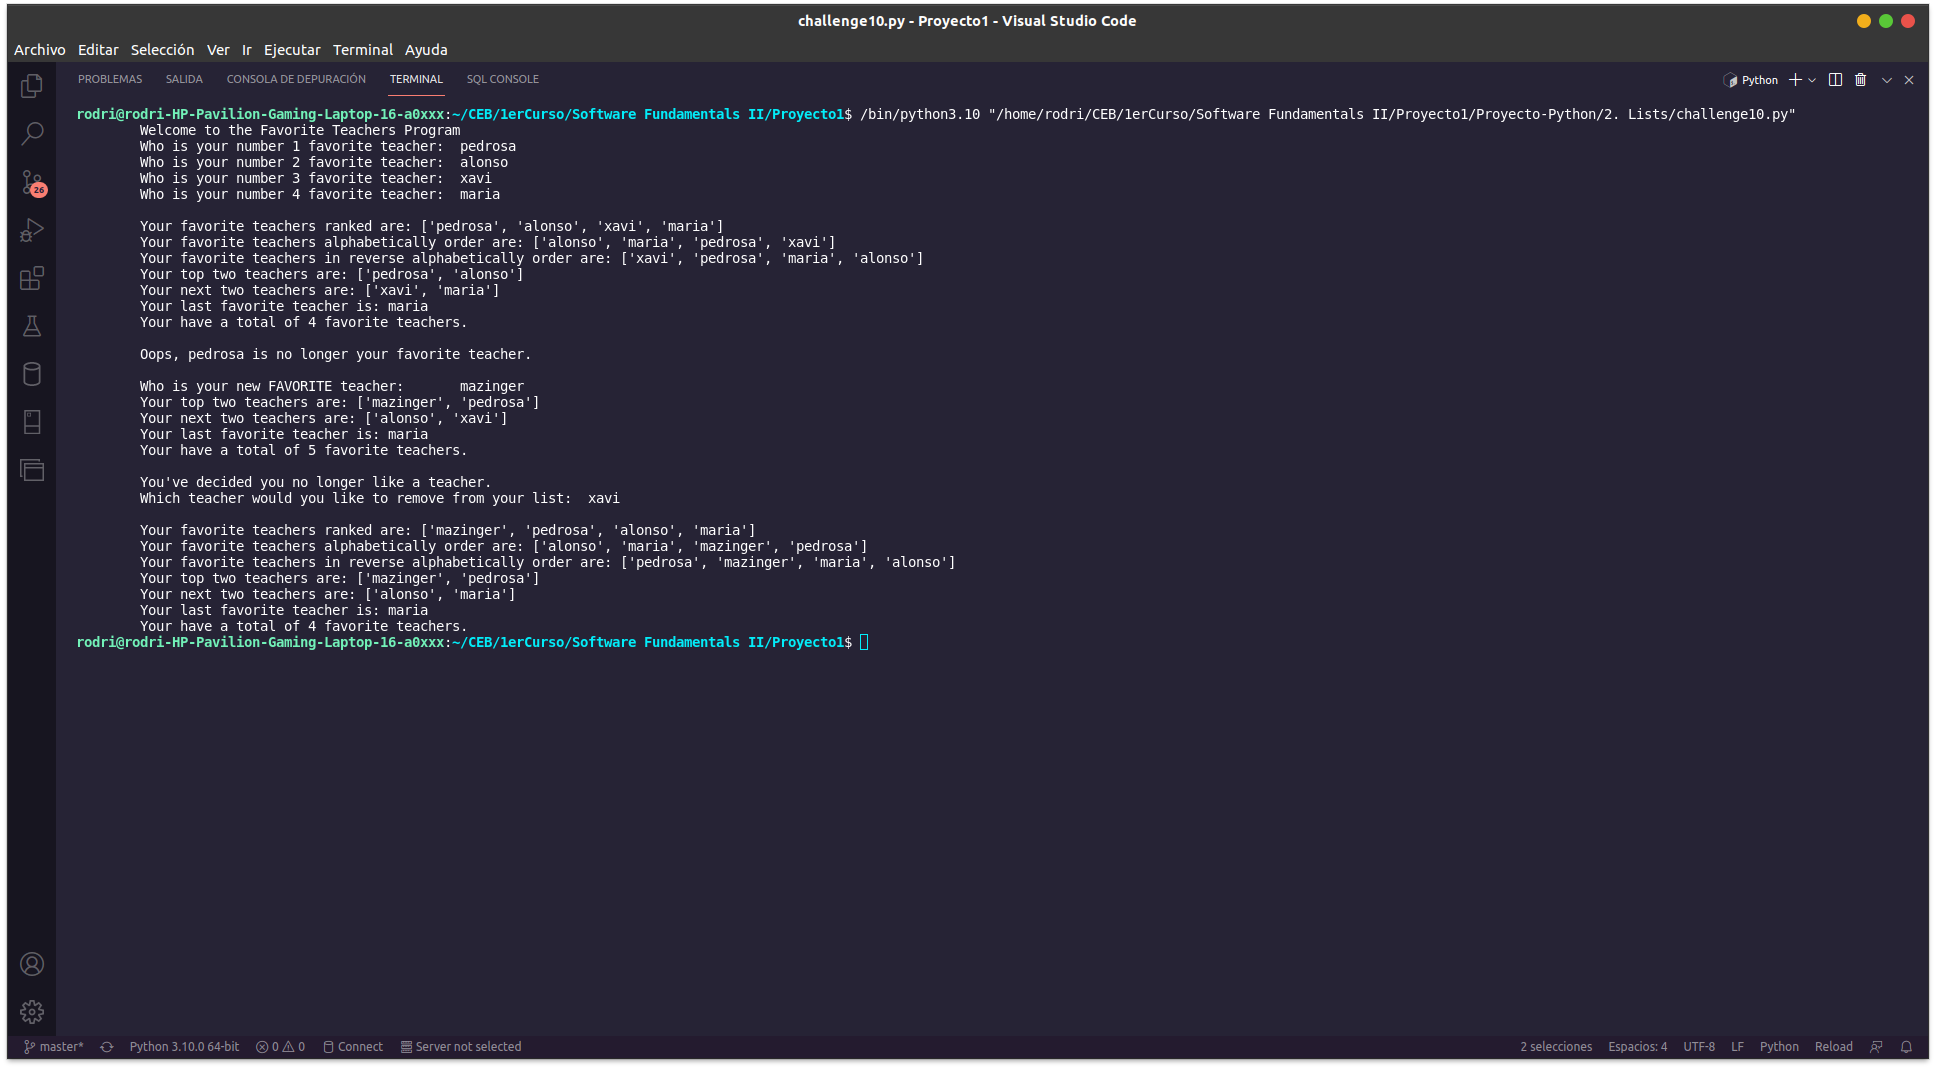 challenge10.py - Proyecto1 - Visual Studio Code
Archivo Editar Selección Ver Ir Ejecutar Terminal Ayuda
PROBLEMAS SALIDA CONSOLA DE DEPURACIÓN TERMINAL SQL CONSOLE Python
26
rodri@rodri-HP-Pavilion-Gaming-Laptop-16-a0xxx:~/CEB/1erCurso/Software Fundamentals II/Proyecto1$ /bin/python3.10 "/home/rodri/CEB/1erCurso/Software Fundamentals II/Proyecto1/Proyecto-Python/2. Lists/challenge10.py"
Welcome to the Favorite Teachers Program
Who is your number 1 favorite teacher: pedrosa
Who is your number 2 favorite teacher: alonso
Who is your number 3 favorite teacher: xavi
Who is your number 4 favorite teacher: maria
Your favorite teachers ranked are: ['pedrosa', 'alonso', 'xavi', 'maria']
Your favorite teachers alphabetically order are: ['alonso', 'maria', 'pedrosa', 'xavi']
Your favorite teachers in reverse alphabetically order are: ['xavi', 'pedrosa', 'maria', 'alonso']
Your top two teachers are: ['pedrosa', 'alonso']
Your next two teachers are: ['xavi', 'maria']
Your last favorite teacher is: maria
Your have a total of 4 favorite teachers.
Oops, pedrosa is no longer your favorite teacher.
Who is your new FAVORITE teacher: mazinger
Your top two teachers are: ['mazinger', 'pedrosa']
Your next two teachers are: ['alonso', 'xavi']
Your last favorite teacher is: maria
Your have a total of 5 favorite teachers.
You've decided you no longer like a teacher.
Which teacher would you like to remove from your list: xavi
Your favorite teachers ranked are: ['mazinger', 'pedrosa', 'alonso', 'maria']
Your favorite teachers alphabetically order are: ['alonso', 'maria', 'mazinger', 'pedrosa']
Your favorite teachers in reverse alphabetically order are: ['pedrosa', 'mazinger', 'maria', 'alonso']
Your top two teachers are: ['mazinger', 'pedrosa']
Your next two teachers are: ['alonso', 'maria']
Your last favorite teacher is: maria
Your have a total of 4 favorite teachers.
rodri@rodri-HP-Pavilion-Gaming-Laptop-16-a0xxx:~/CEB/1erCurso/Software Fundamentals II/Proyecto1$
master* Python 3.10.0 64-bit 0 0 Connect Server not selected 2 selecciones Espacios: 4 UTF-8 LF Python Reload